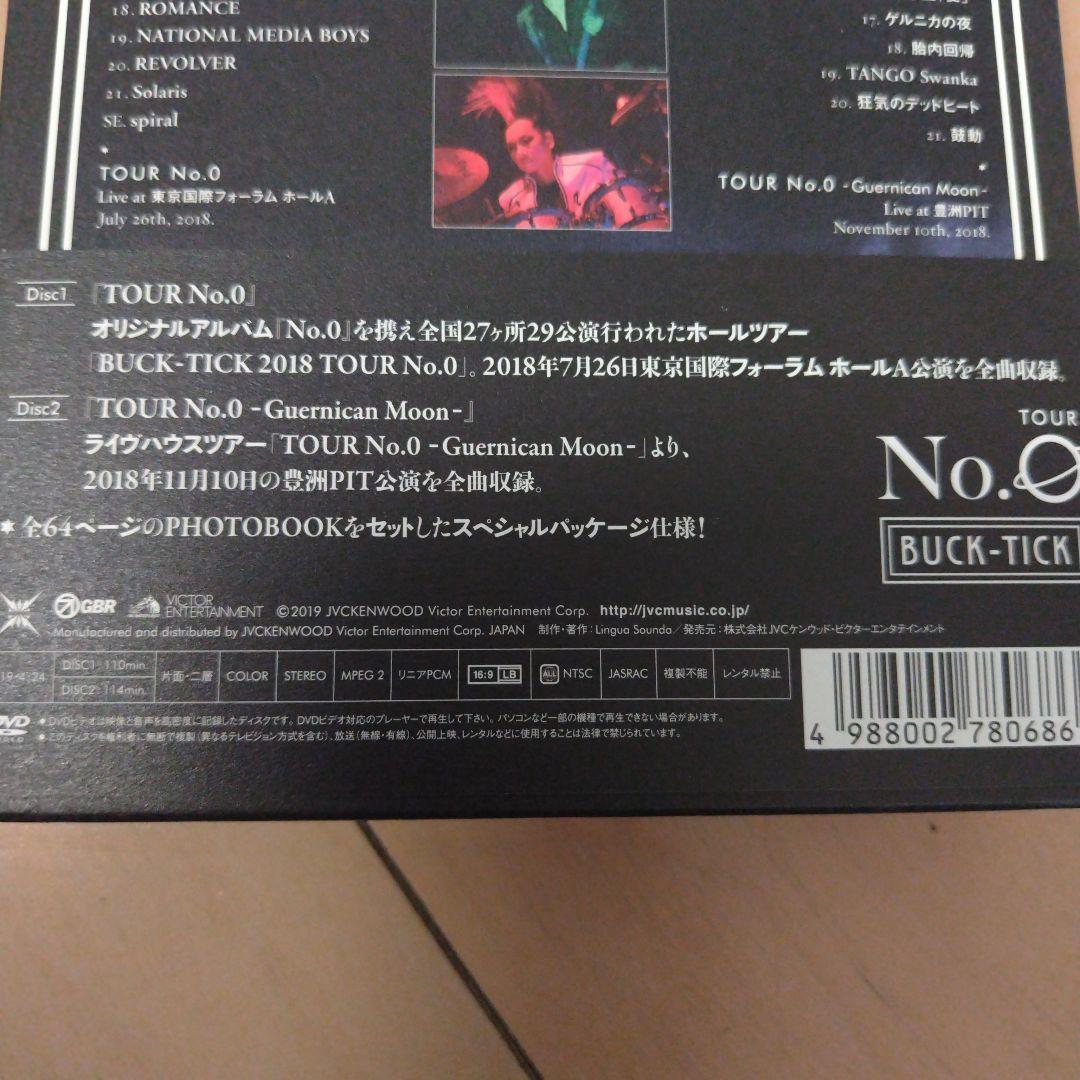 18. ROMANCE
19. NATIONAL MEDIA BOYS
20. REVOLVER
21. Solaris
SE. spiral
*
TOUR No.0
Live at 東京国際フォーラム ホールA
July 26th, 2018.
17. ゲルニカの夜
18. 胎内回帰
19. TANGO Swanka
20. 狂気のデッドヒート
21. 鼓動
*
TOUR No.0 -Guernican Moon-
Live at 豊洲PIT
November 10th, 2018.
Disc1 『TOUR No.0』
オリジナルアルバム『No.0』を携え全国27ヶ所29公演行われたホールツアー
「BUCK-TICK 2018 TOUR No.0」。2018年7月26日東京国際フォーラム ホールA公演を全曲収録。
Disc2 『TOUR No.0 -Guernican Moon-』
ライヴハウスツアー「TOUR No.0 -Guernican Moon-」より、
2018年11月10日の豊洲PIT公演を全曲収録。
* 全64ページのPHOTOBOOKをセットしたスペシャルパッケージ仕様!
TOUR
No.0
BUCK-TICK
GBR VICTOR ENTERTAINMENT ©2019 JVCKENWOOD Victor Entertainment Corp. http://jvcmusic.co.jp/
Manufactured and distributed by JVCKENWOOD Victor Entertainment Corp. JAPAN 制作・著作：Lingua Sounda／発売元：株式会社JVCケンウッド・ビクターエンタテインメント
19・4・24 DISC1: 110min. DISC2: 114min. 片面・二層 COLOR STEREO MPEG 2 リニアPCM 16:9 LB ALL NTSC JASRAC 複製不能 レンタル禁止
DVD VIDEO
●DVDビデオは映像と音声を高密度に記録したディスクです。DVDビデオ対応のプレーヤーで再生して下さい。パソコンなど一部の機種で再生できない場合があります。
●このディスクを権利者に無断で複製(異なるテレビジョン方式を含む)、放送(無線・有線)、公開上映、レンタルなどに使用することは法律で禁じられています。
4 988002 780686